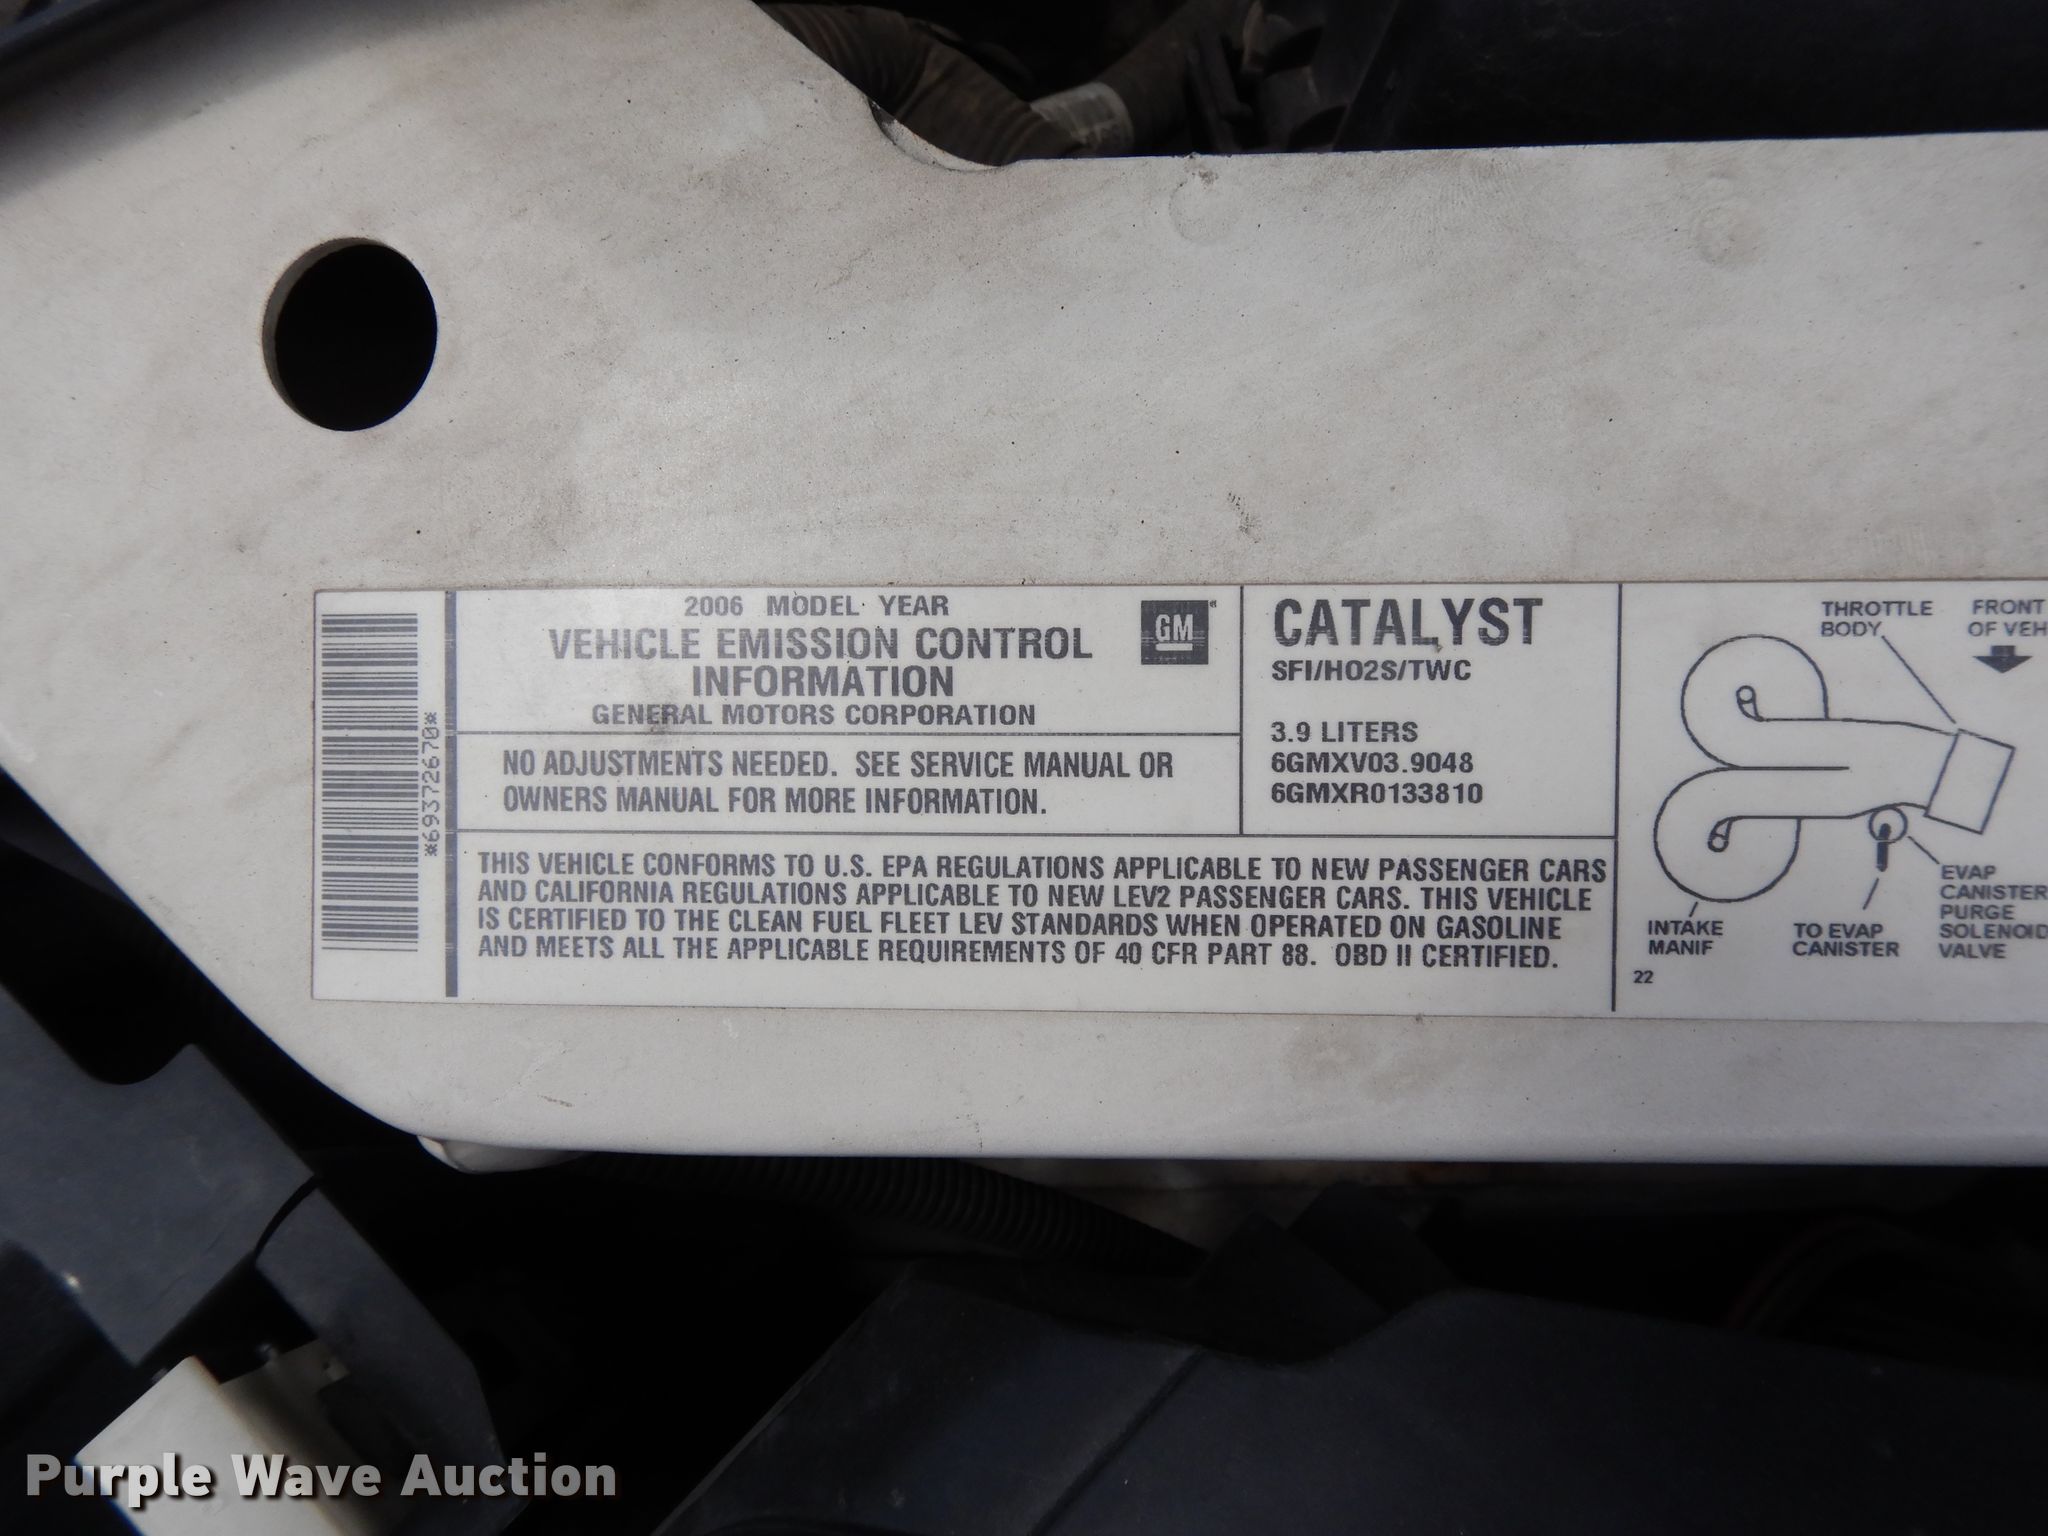 2006 MODEL YEAR
VEHICLE EMISSION CONTROL
INFORMATION
GENERAL MOTORS CORPORATION
GM
NO ADJUSTMENTS NEEDED. SEE SERVICE MANUAL OR
OWNERS MANUAL FOR MORE INFORMATION.
*693726670*
CATALYST
SFI/HO2S/TWC
3.9 LITERS
6GMXV03.9048
6GMXR0133810
THIS VEHICLE CONFORMS TO U.S. EPA REGULATIONS APPLICABLE TO NEW PASSENGER CARS
AND CALIFORNIA REGULATIONS APPLICABLE TO NEW LEV2 PASSENGER CARS. THIS VEHICLE
IS CERTIFIED TO THE CLEAN FUEL FLEET LEV STANDARDS WHEN OPERATED ON GASOLINE
AND MEETS ALL THE APPLICABLE REQUIREMENTS OF 40 CFR PART 88. OBD II CERTIFIED.
THROTTLE
BODY
FRONT
OF VEH
INTAKE
MANIF
TO EVAP
CANISTER
EVAP
CANISTER
PURGE
SOLENOID
VALVE
22
Purple Wave Auction